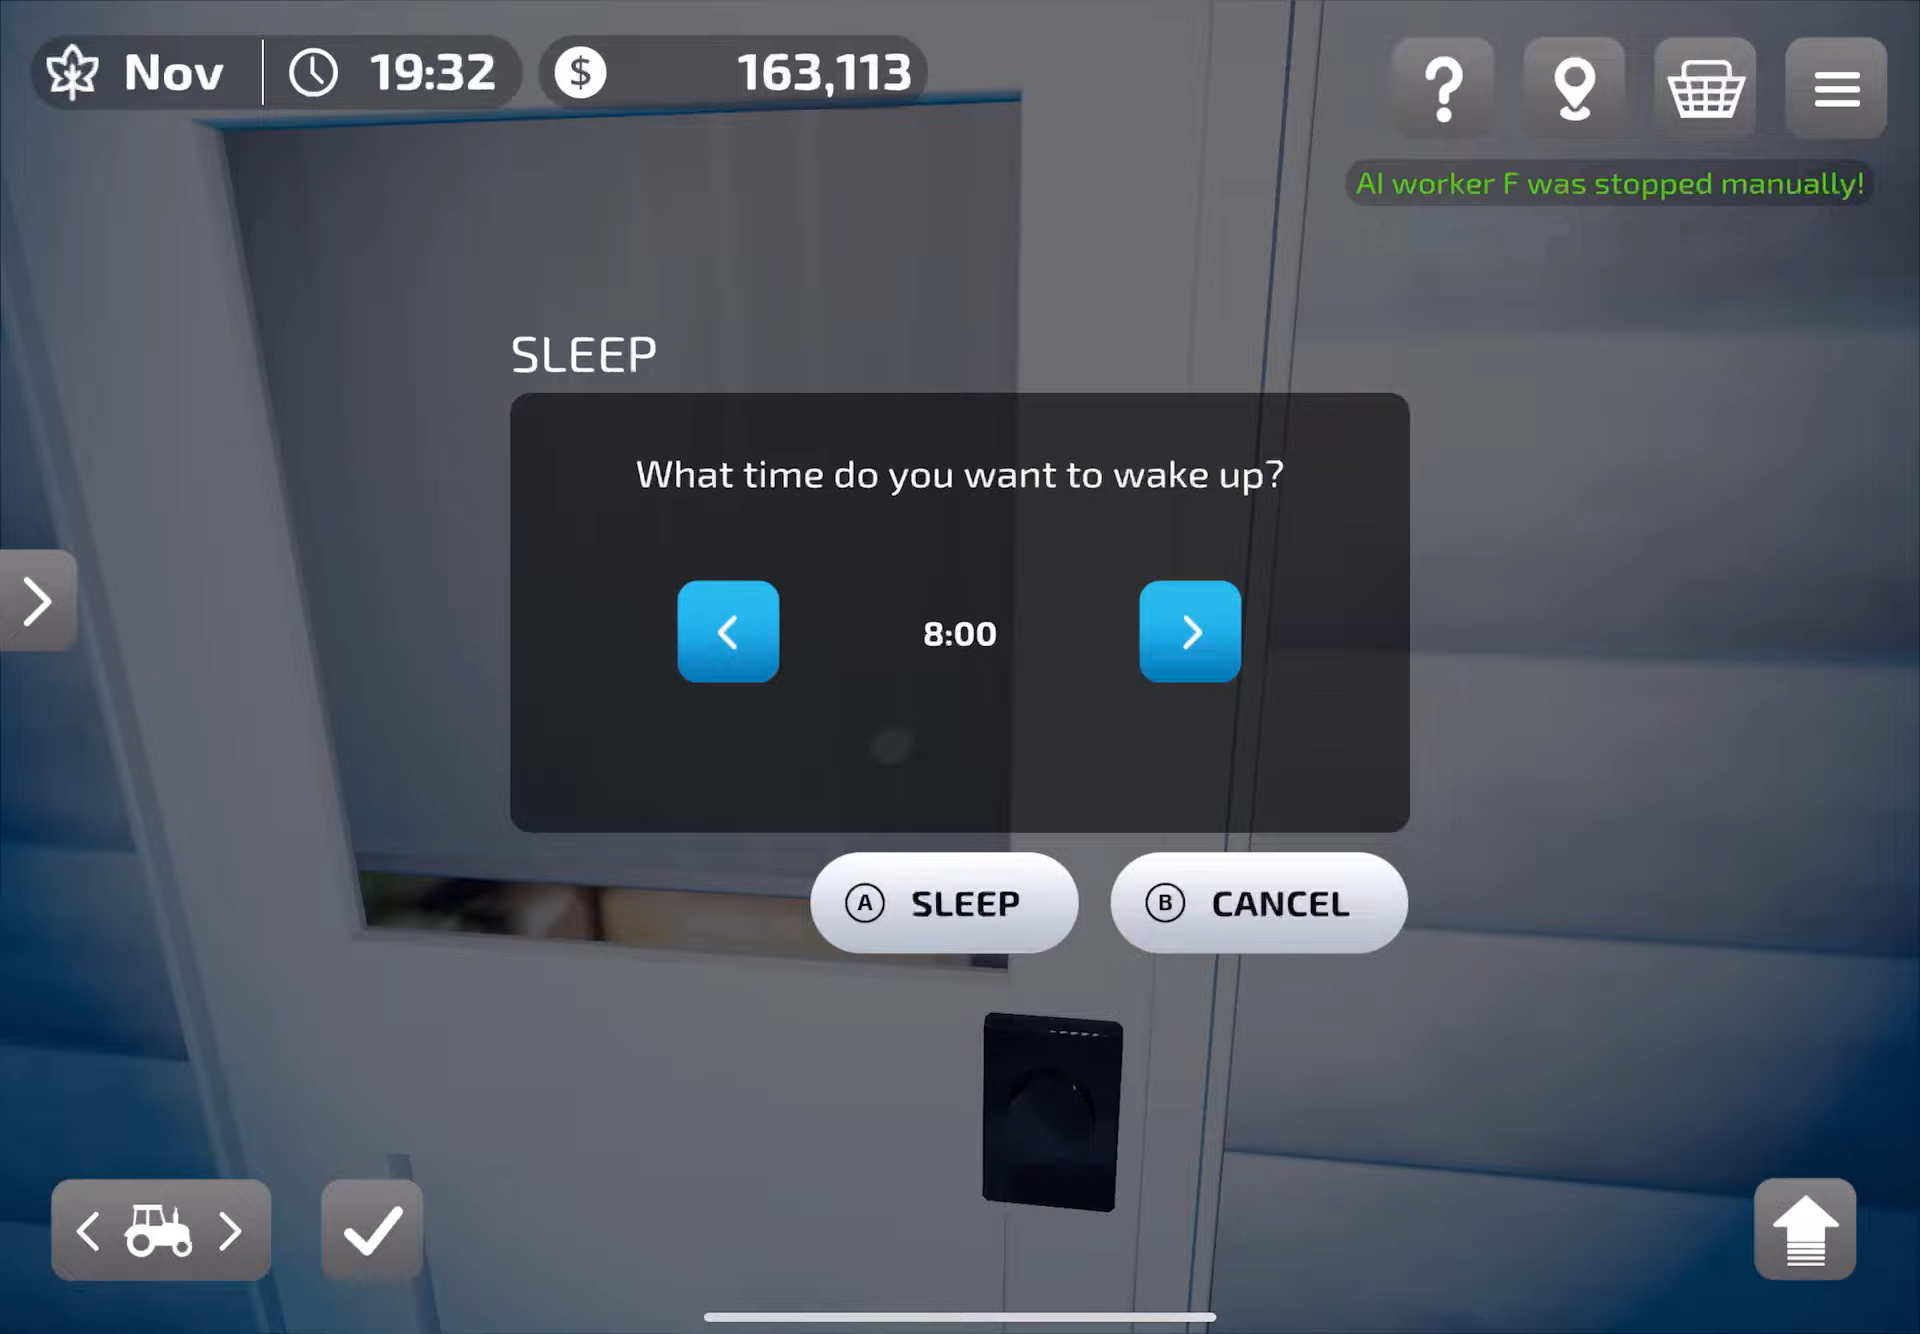 Nov 19:32 $ 163,113
?
AI worker F was stopped manually!
SLEEP
What time do you want to wake up?
8:00
A SLEEP B CANCEL